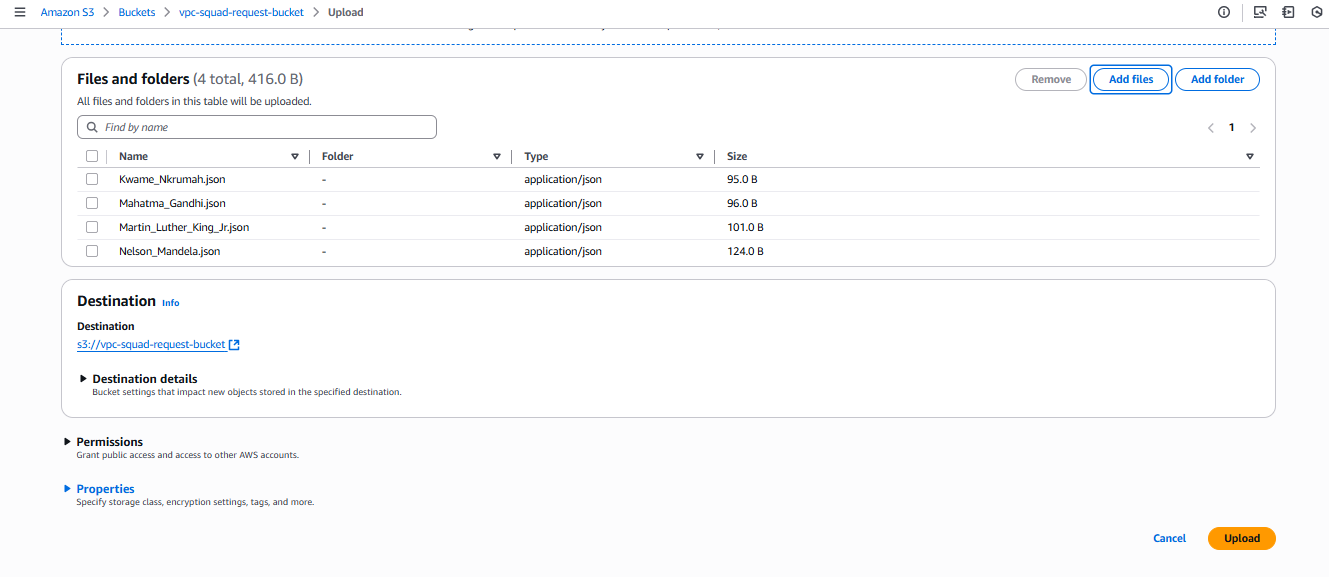 Amazon S3 > Buckets > vpc-squad-request-bucket > Upload
Files and folders (4 total, 416.0 B)
Remove Add files Add folder
All files and folders in this table will be uploaded.
Find by name
1
Name Folder Type Size
Kwame_Nkrumah.json - application/json 95.0 B
Mahatma_Gandhi.json - application/json 96.0 B
Martin_Luther_King_Jr.json - application/json 101.0 B
Nelson_Mandela.json - application/json 124.0 B
Destination Info
Destination
s3://vpc-squad-request-bucket
Destination details
Bucket settings that impact new objects stored in the specified destination.
Permissions
Grant public access and access to other AWS accounts.
Properties
Specify storage class, encryption settings, tags, and more.
Cancel Upload